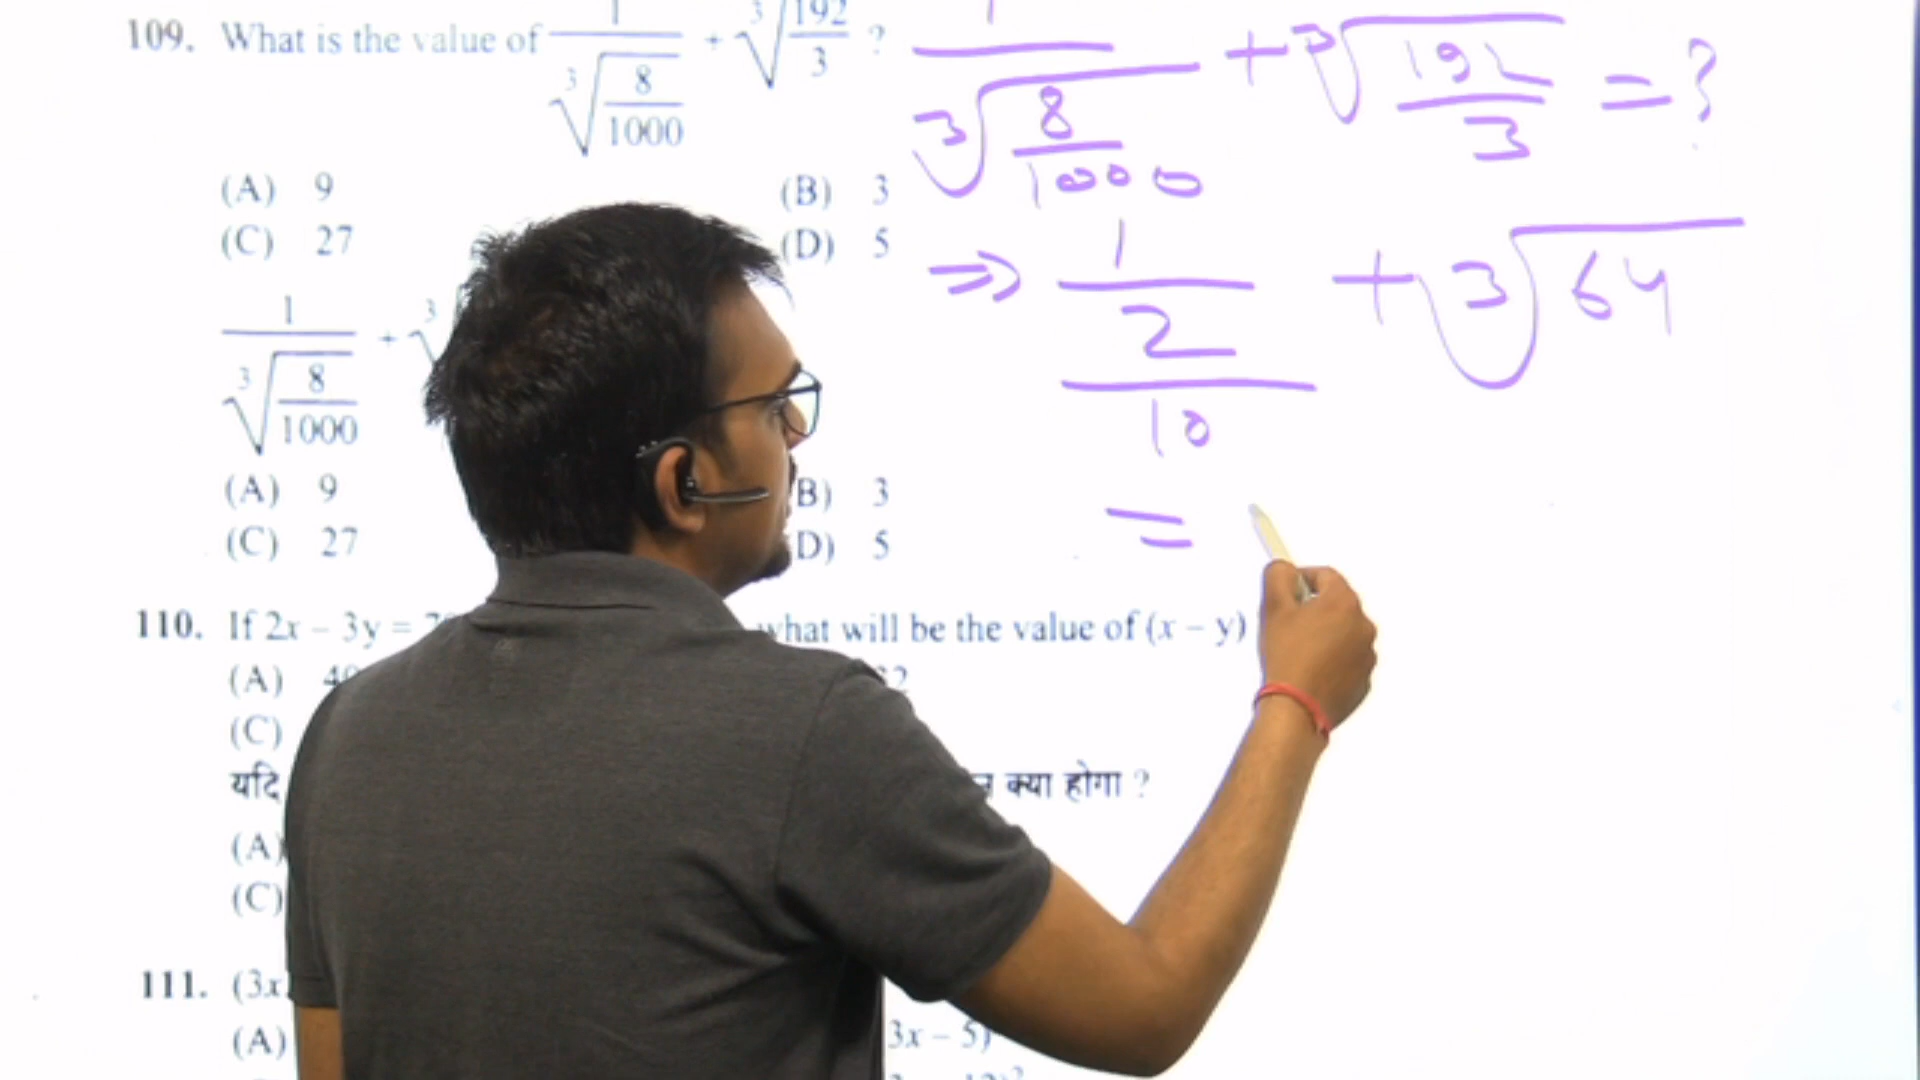 109. What is the value of 1/∛(8/1000) + ∛(192/3) ?
(A) 9 (B) 3
(C) 27 (D) 5
1/∛(8/1000) +
(A) 9 (B) 3
(C) 27 (D) 5
110. If 2x – 3y = what will be the value of (x – y)
(A)
(C)
यदि क्या होगा ?
(A)
(C)
111. (3x
(A) 3x – 5)
1/∛(8/1000) + ∛(192/3) = ?
⇒ 1/(2/10) + ∛64
=